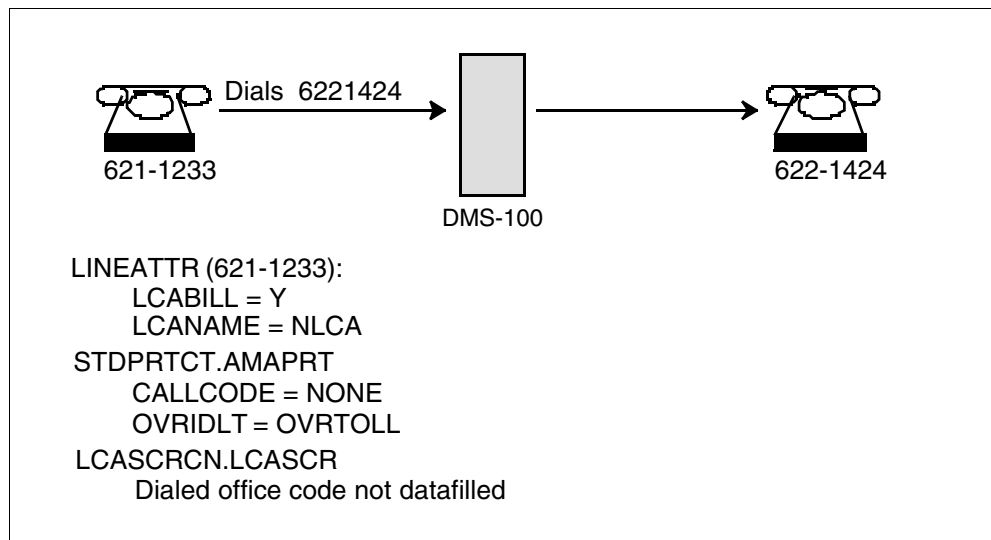 Dials 6221424
621-1233
622-1424
DMS-100
LINEATTR (621-1233):
LCABILL = Y
LCANAME = NLCA
STDPRTCT.AMAPRT
CALLCODE = NONE
OVRIDLT = OVRTOLL
LCASCRCN.LCASCR
Dialed office code not datafilled